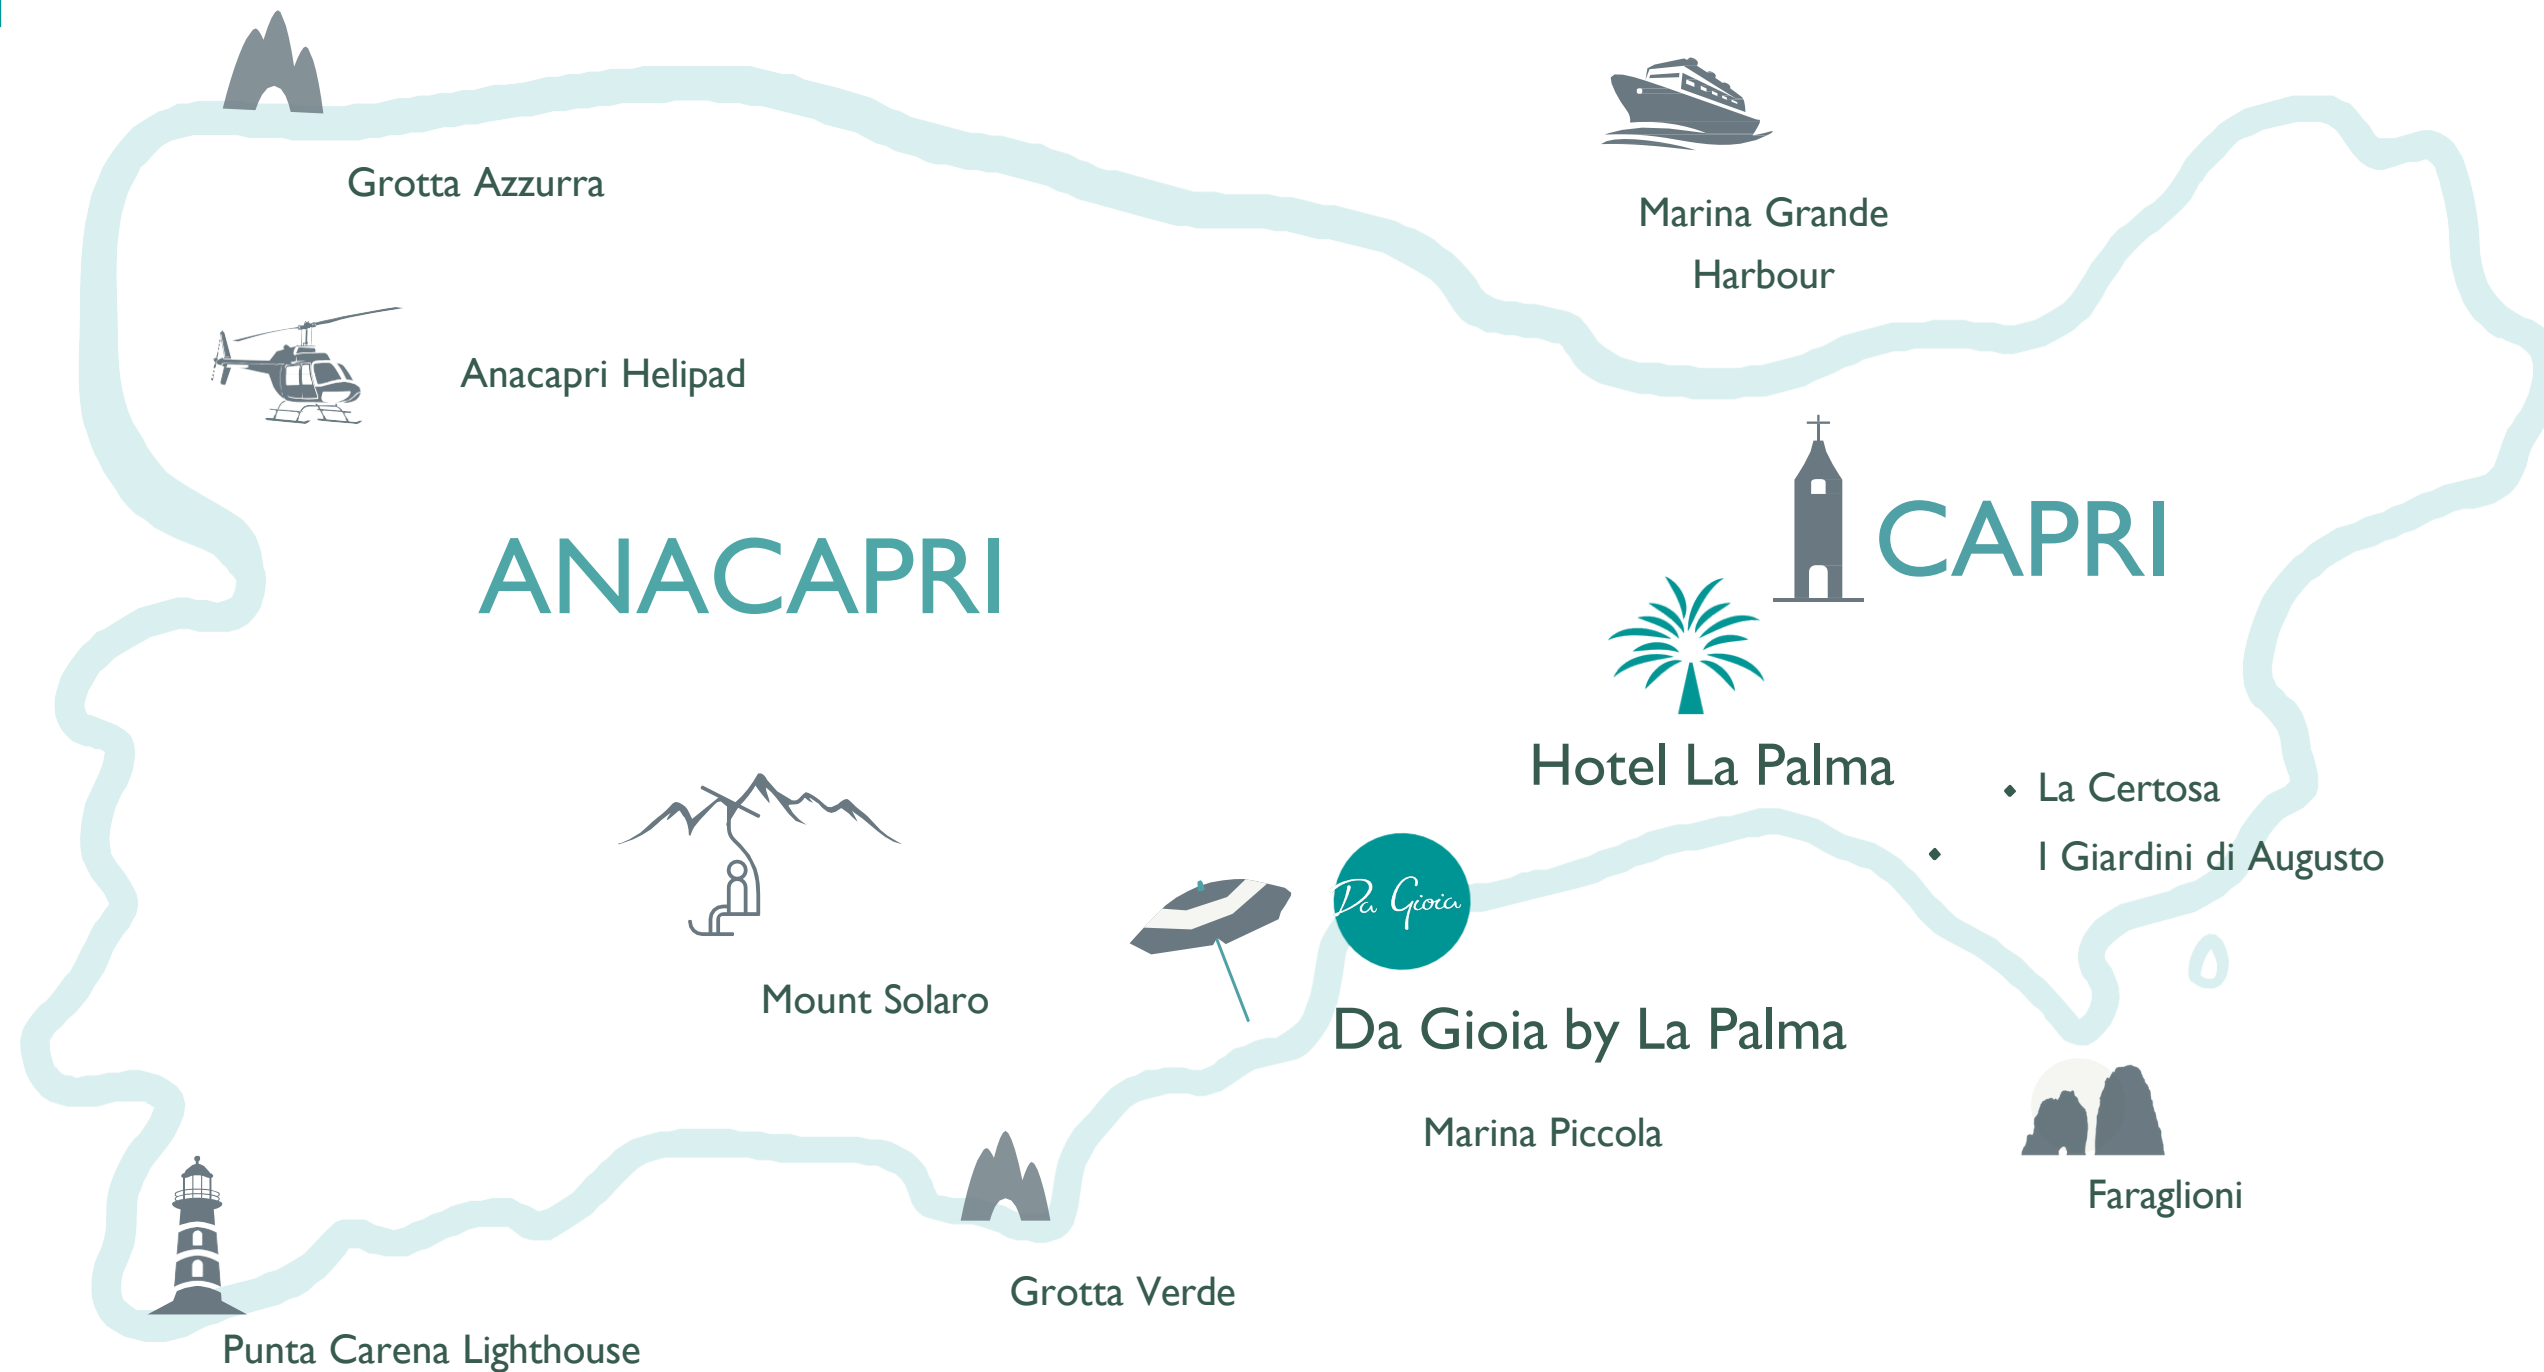 Grotta Azzurra
Marina Grande
Harbour
Anacapri Helipad
ANACAPRI
CAPRI
Hotel La Palma
La Certosa
I Giardini di Augusto
Da Gioia
Mount Solaro
Da Gioia by La Palma
Marina Piccola
Faraglioni
Grotta Verde
Punta Carena Lighthouse